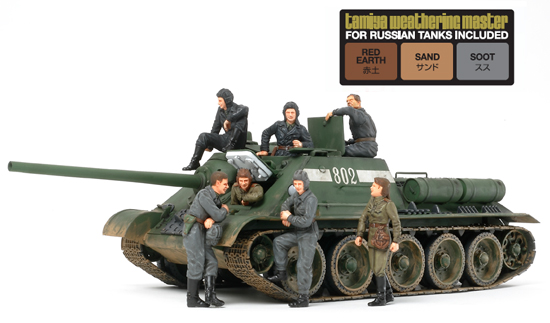 tamiya weathering master
FOR RUSSIAN TANKS INCLUDED
RED EARTH
赤土
SAND
サンド
SOOT
スス
802